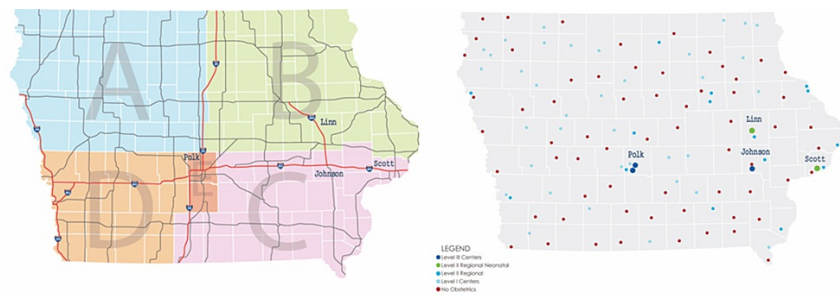 A
B
Linn
Polk
E
Scott
Johnson
D
C
Linn
Polk
Johnson
Scott
LEGEND
Level III Centers
Level II Regional Neonatal
Level II Regional
Level I Centers
No Obstetrics